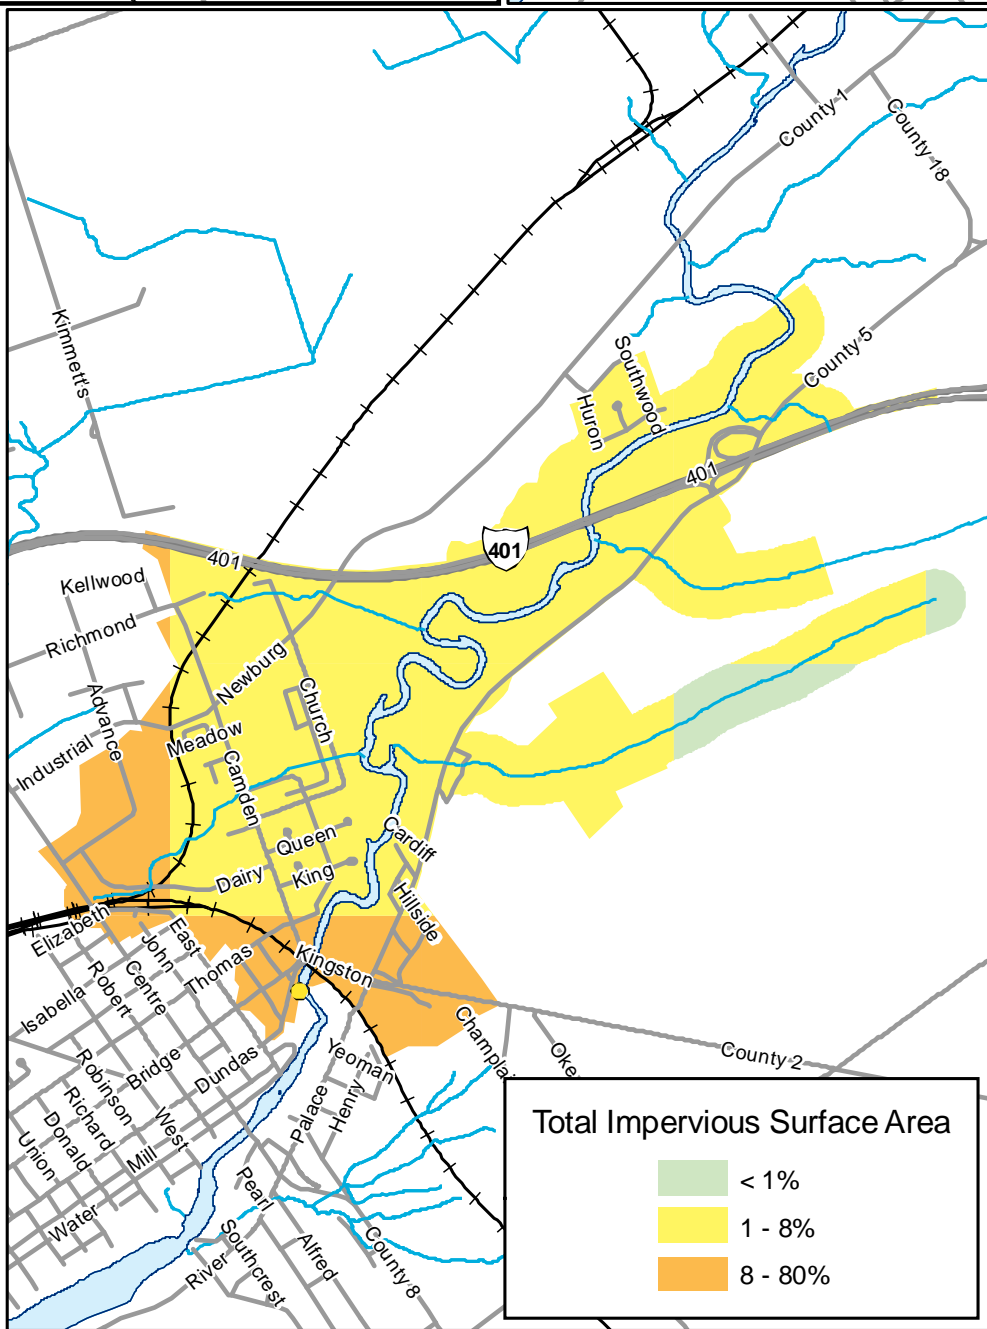 County 1
County 18
Kimmett's
Southwood
County 5
Huron
401
401
401
Kellwood
Richmond
Newburg
Church
Advance
Meadow
Industrial
Camden
Queen
Cardiff
Dairy
King
Hillside
Elizabeth
East
John
Thomas
Kingston
Robert
Centre
Isabella
Champlai
Bridge
Dundas
Yeoman
Oke
County 2
Robinson
Richard
Donald
Union
West
Mill
Palace
Henry
Pearl
Water
Southcrest
River
Alfred
County 8
Total Impervious Surface Area
< 1%
1 - 8%
8 - 80%